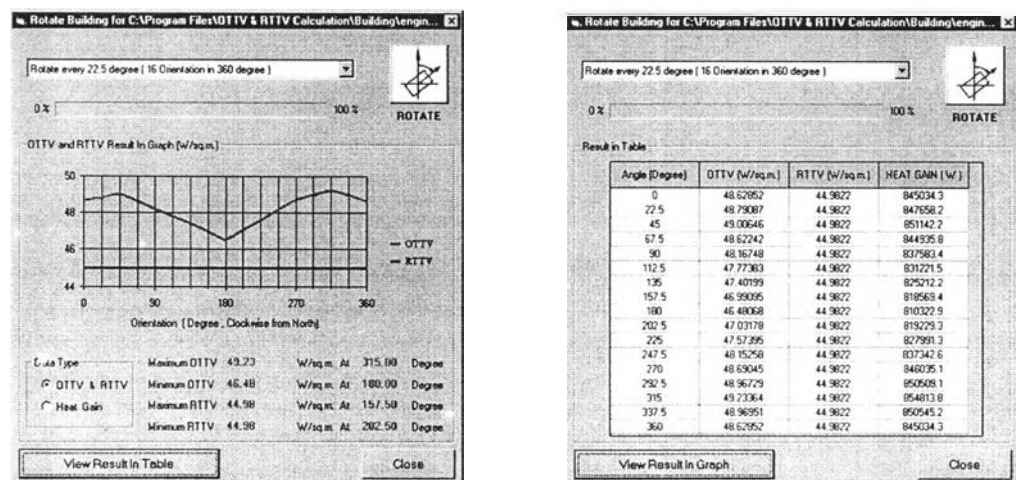 Rotate Building for C:\Program Files\OTTV & RTTV Calculation\Building\engin...
Rotate every 22.5 degree ( 16 Orientation in 360 degree )
0 %
100 %
ROTATE
OTTV and RTTV Result In Graph (W/sq.m.)
50
48
46
44
0
90
180
270
360
OTTV
RTTV
Orientation ( Degree , Clockwise from North)
Data Type
OTTV & RTTV
Heat Gain
Maximum OTTV 49.23 W/sq.m. At 315.00 Degree
Minimum OTTV 46.48 W/sq.m. At 180.00 Degree
Maximum RTTV 44.98 W/sq.m. At 157.50 Degree
Minimum RTTV 44.98 W/sq.m. At 202.50 Degree
View Result In Table
Close
Rotate Building for C:\Program Files\OTTV & RTTV Calculation\Building\engin...
Rotate every 22.5 degree ( 16 Orientation in 360 degree )
0 %
100 %
ROTATE
Result in Table
Angle (Degree) OTTV (W/sq.m.) RTTV (W/sq.m.) HEAT GAIN ( W. )
0 48.62852 44.9822 845034.3
22.5 48.79087 44.9822 847658.2
45 49.00646 44.9822 851142.2
67.5 48.62242 44.9822 844935.8
90 48.16748 44.9822 837583.4
112.5 47.77383 44.9822 831221.5
135 47.40199 44.9822 825212.2
157.5 46.99095 44.9822 818569.4
180 46.48068 44.9822 810322.9
202.5 47.03178 44.9822 819229.3
225 47.57395 44.9822 827991.3
247.5 48.15258 44.9822 837342.6
270 48.69045 44.9822 846035.1
292.5 48.96729 44.9822 850509.1
315 49.23364 44.9822 854813.8
337.5 48.96951 44.9822 850545.2
360 48.62852 44.9822 845034.3
View Result In Graph
Close